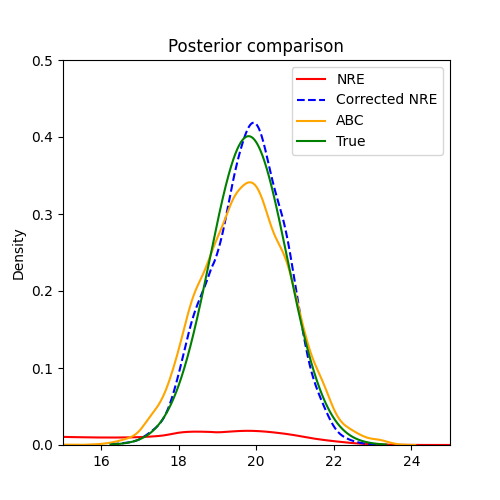 Posterior comparison
NRE
Corrected NRE
ABC
True
Density
0.5
0.4
0.3
0.2
0.1
0.0
16 18 20 22 24